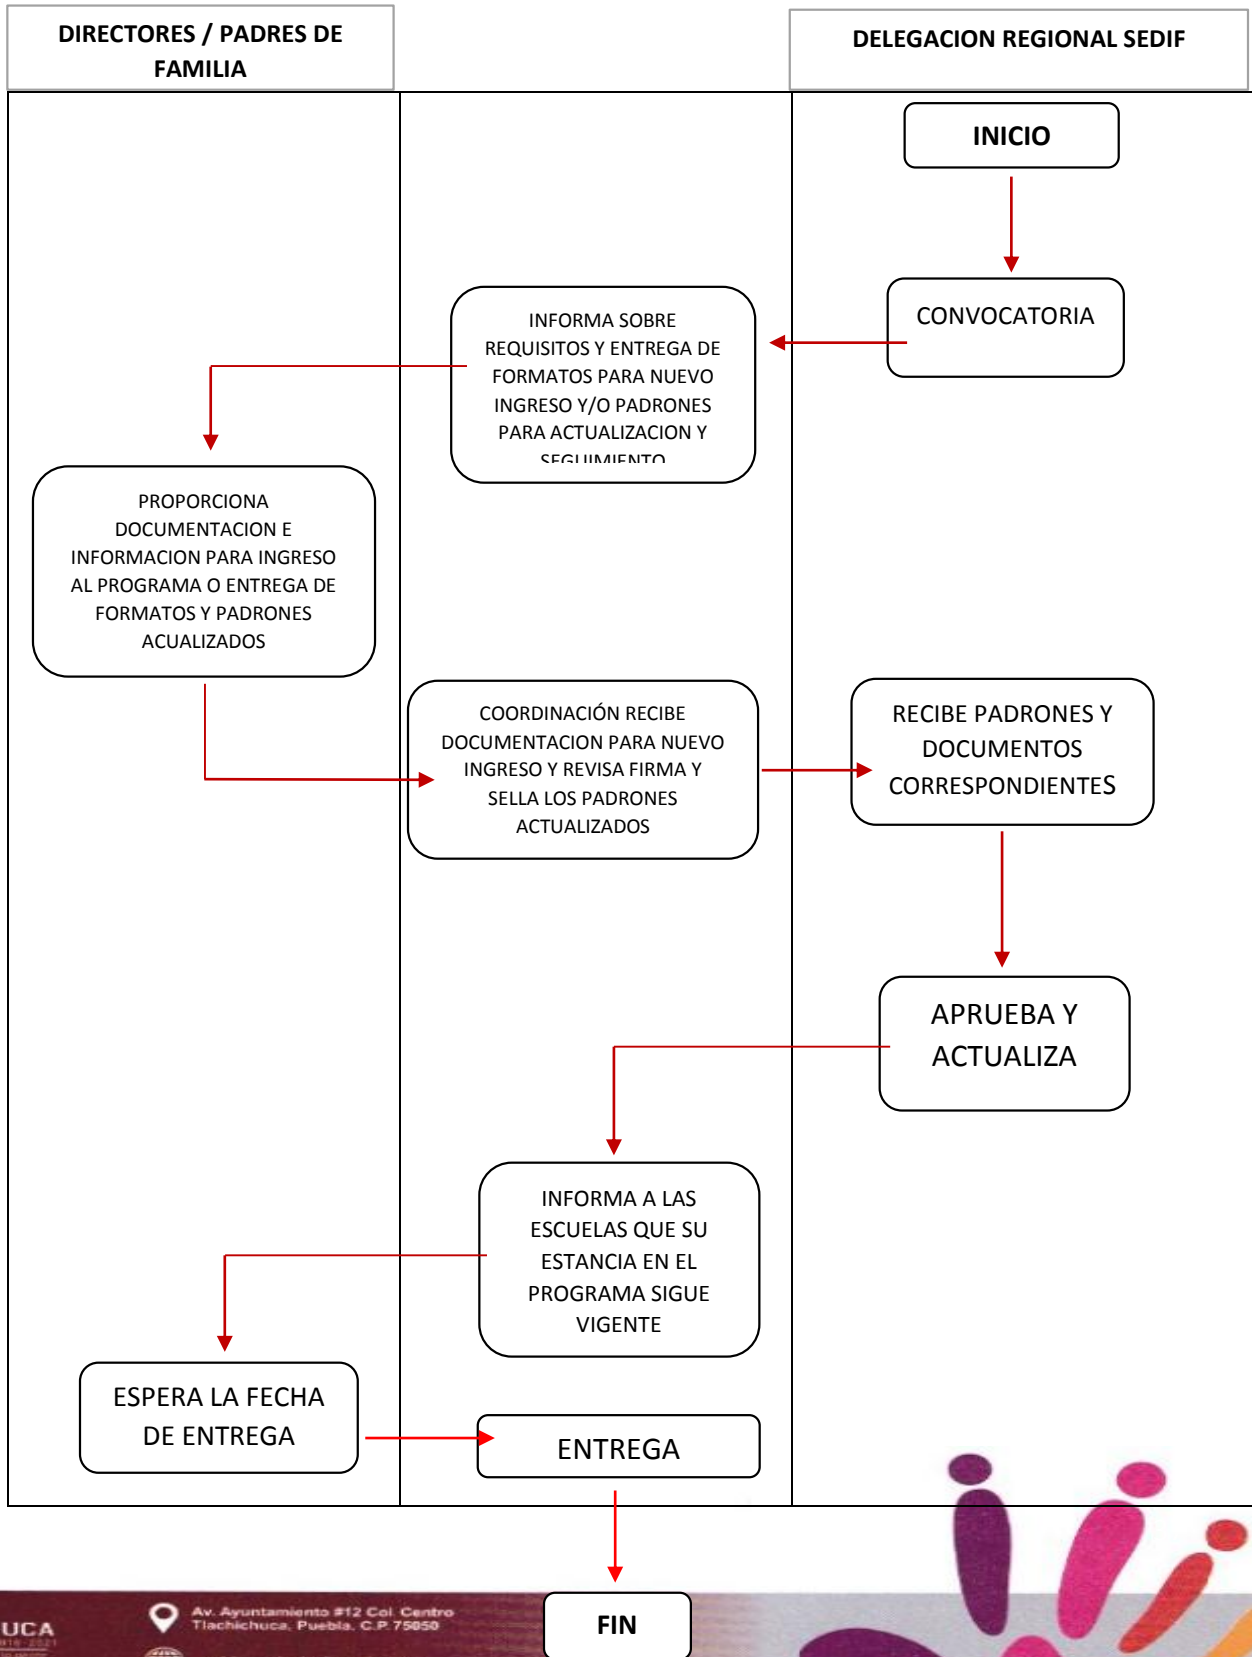 DIRECTORES / PADRES DE
FAMILIA
DELEGACION REGIONAL SEDIF
INICIO
CONVOCATORIA
INFORMA SOBRE
REQUISITOS Y ENTREGA DE
FORMATOS PARA NUEVO
INGRESO Y/O PADRONES
PARA ACTUALIZACION Y
SEGUIMIENTO
PROPORCIONA
DOCUMENTACION E
INFORMACION PARA INGRESO
AL PROGRAMA O ENTREGA DE
FORMATOS Y PADRONES
ACUALIZADOS
COORDINACIÓN RECIBE
DOCUMENTACION PARA NUEVO
INGRESO Y REVISA FIRMA Y
SELLA LOS PADRONES
ACTUALIZADOS
RECIBE PADRONES Y
DOCUMENTOS
CORRESPONDIENTES
APRUEBA Y
ACTUALIZA
INFORMA A LAS
ESCUELAS QUE SU
ESTANCIA EN EL
PROGRAMA SIGUE
VIGENTE
ESPERA LA FECHA
DE ENTREGA
ENTREGA
FIN
UCA
Av. Ayuntamiento #12 Col. Centro
Tlachichuca, Puebla, C.P. 75050